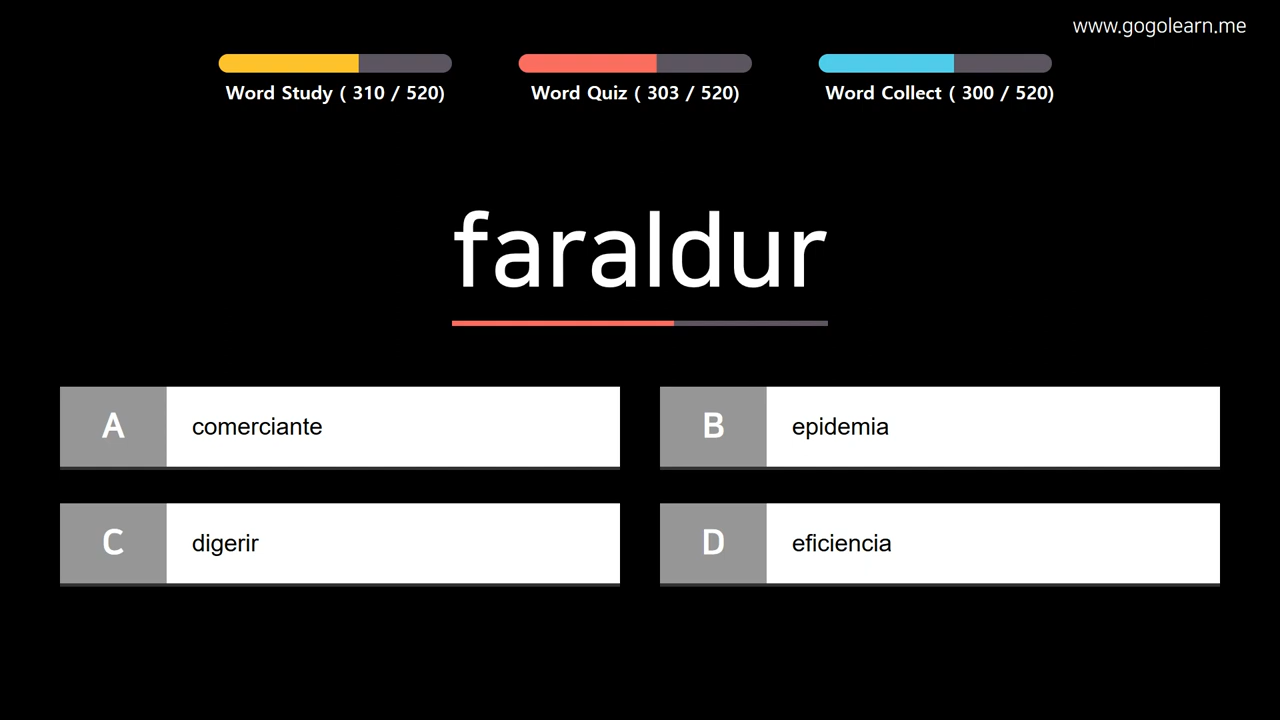 www.gogolearn.me
Word Study ( 310 / 520)
Word Quiz ( 303 / 520)
Word Collect ( 300 / 520)
faraldur
A comerciante
B epidemia
C digerir
D eficiencia